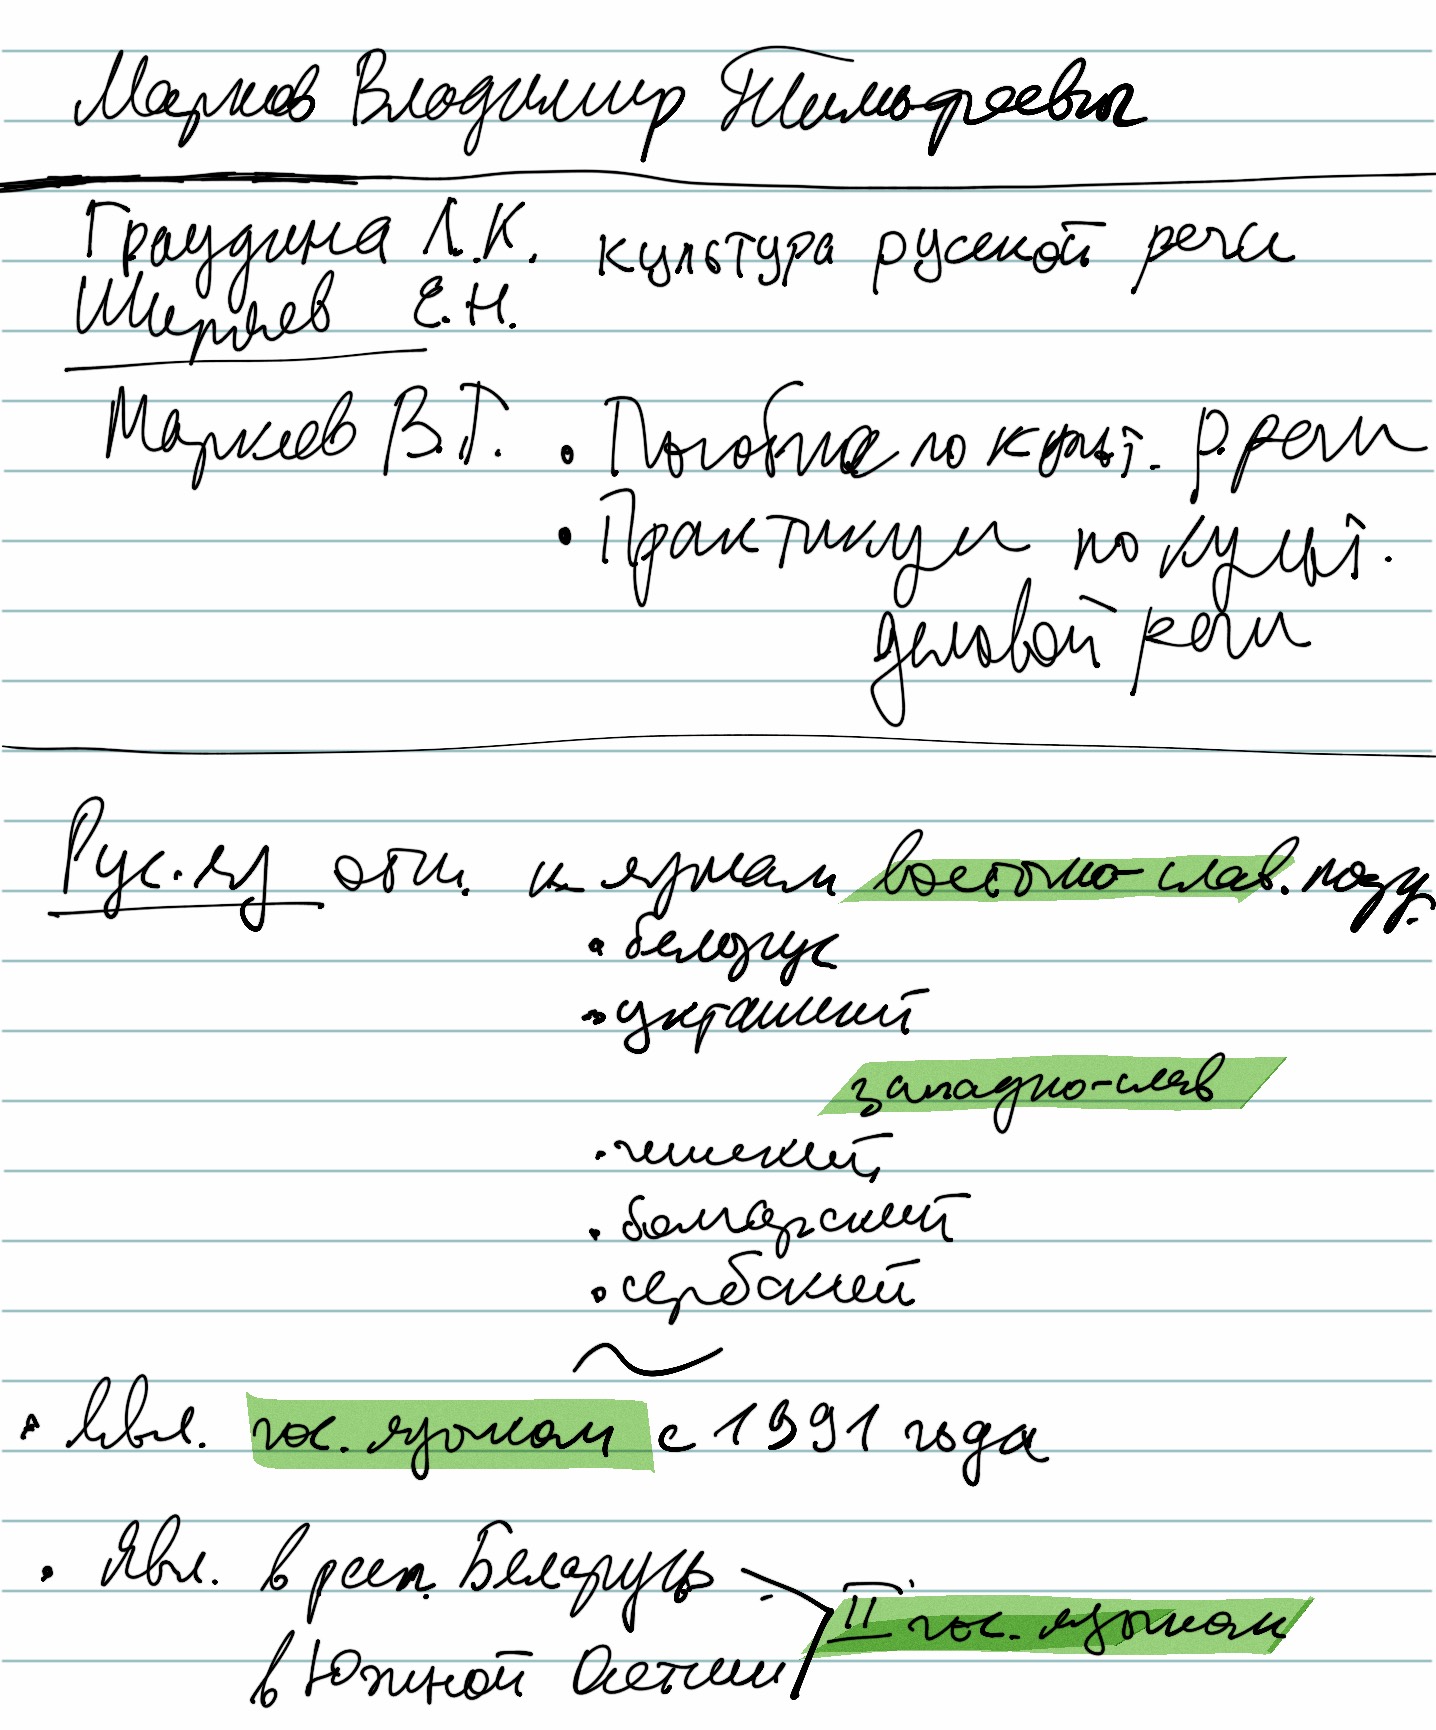 Марков Владимир Тимофеевич
Граудина Л.К. культура русской речи
Ширяев Е.Н.
Марков В.Т. • Пособие по культ. р.речи
• Практикум по культ.
деловой речи
Рус.яз отн. к языкам восточно-слав. подгр.
• белорус
• украинский
западно-слав
• чешский,
• болгарский
• сербский
• Явл. гос. языком с 1991 года
• Явл. в респ. Беларусь -
II гос. языком
в Южной Осетии